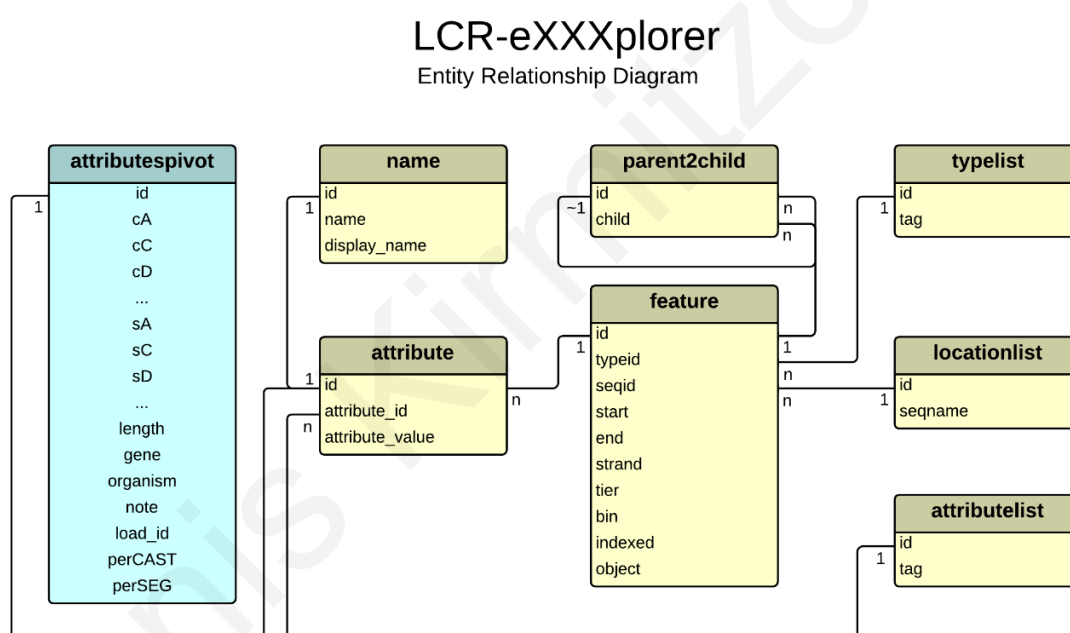 LCR-eXXXplorer
Entity Relationship Diagram
attributespivot
id
cA
cC
cD
...
sA
sC
sD
...
length
gene
organism
note
load_id
perCAST
perSEG
1
name
id
name
display_name
1
attribute
id
attribute_id
attribute_value
1
n
n
parent2child
id
child
~1
n
n
feature
id
typeid
seqid
start
end
strand
tier
bin
indexed
object
1
1
n
n
typelist
id
tag
1
locationlist
id
seqname
1
attributelist
id
tag
1